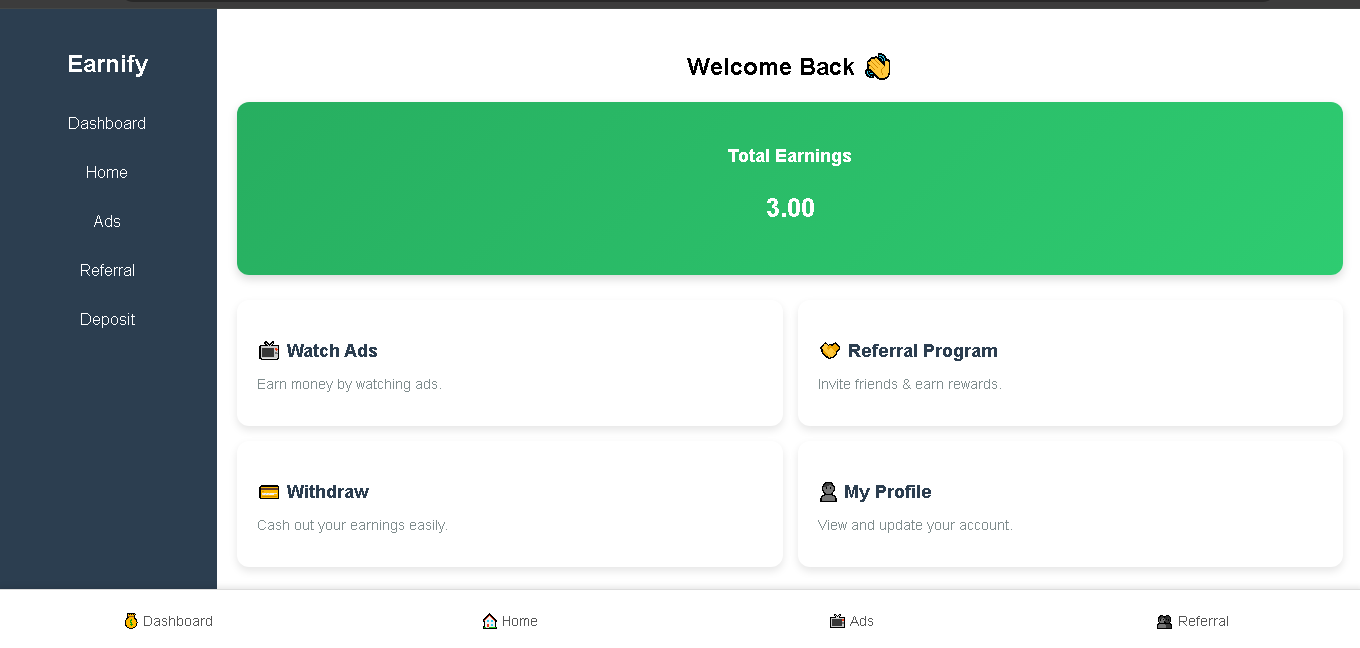 Earnify
Dashboard
Home
Ads
Referral
Deposit
Welcome Back 👋
Total Earnings
3.00
📺 Watch Ads
Earn money by watching ads.
🤝 Referral Program
Invite friends & earn rewards.
💳 Withdraw
Cash out your earnings easily.
👤 My Profile
View and update your account.
💰 Dashboard
🏠 Home
📺 Ads
👥 Referral